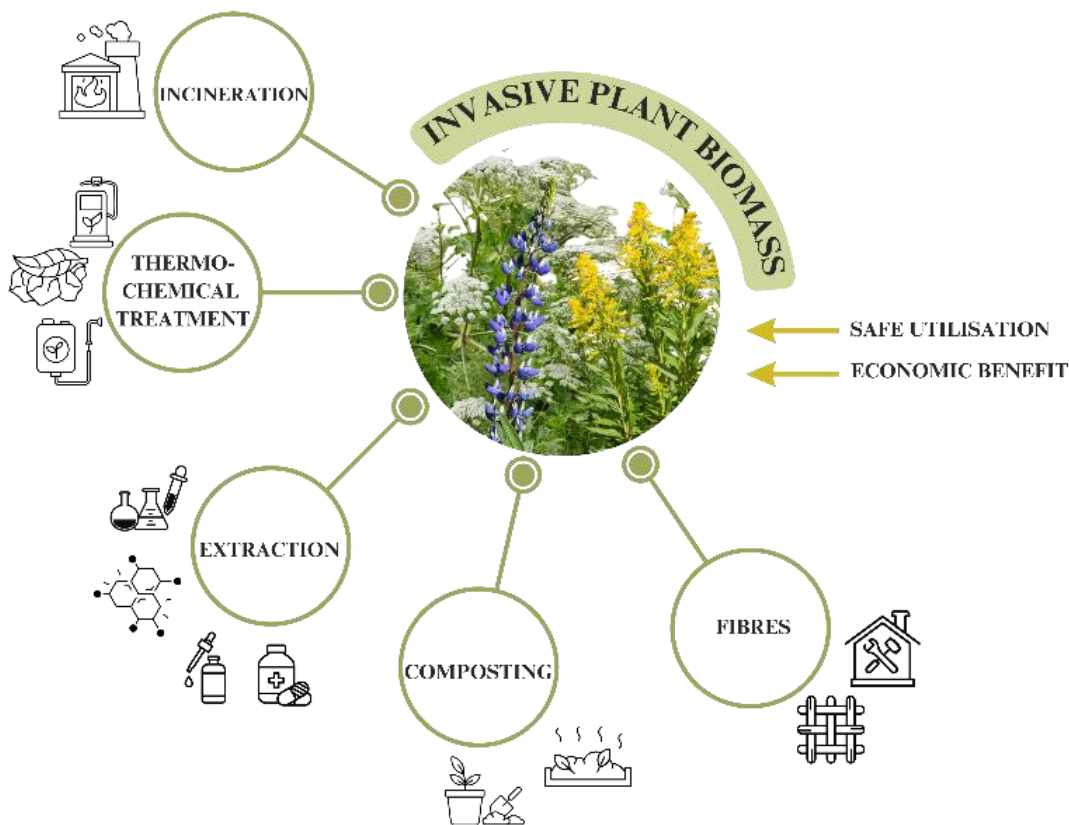 INVASIVE PLANT BIOMASS
INCINERATION
THERMO-
CHEMICAL
TREATMENT
SAFE UTILISATION
ECONOMIC BENEFIT
EXTRACTION
COMPOSTING
FIBRES